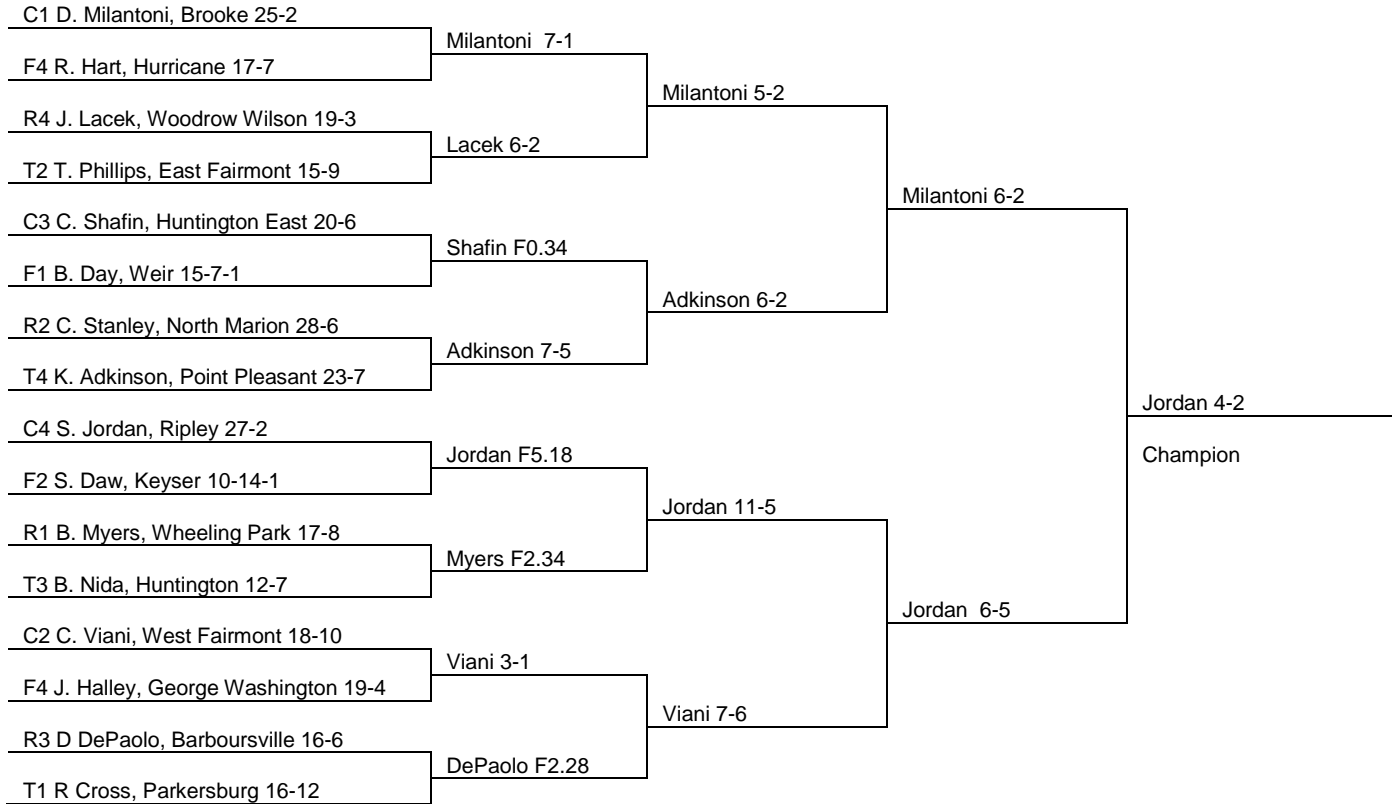 C1 D. Milantoni, Brooke 25-2
Milantoni  7-1
F4 R. Hart, Hurricane 17-7
Milantoni 5-2
R4 J. Lacek, Woodrow Wilson 19-3
Lacek 6-2
T2 T. Phillips, East Fairmont 15-9
Milantoni 6-2
C3 C. Shafin, Huntington East 20-6
Shafin F0.34
F1 B. Day, Weir 15-7-1
Adkinson 6-2
R2 C. Stanley, North Marion 28-6
Adkinson 7-5
T4 K. Adkinson, Point Pleasant 23-7
Jordan 4-2
C4 S. Jordan, Ripley 27-2
Champion
Jordan F5.18
F2 S. Daw, Keyser 10-14-1
Jordan 11-5
R1 B. Myers, Wheeling Park 17-8
Myers F2.34
T3 B. Nida, Huntington 12-7
Jordan  6-5
C2 C. Viani, West Fairmont 18-10
Viani 3-1
F4 J. Halley, George Washington 19-4
Viani 7-6
R3 D DePaolo, Barboursville 16-6
DePaolo F2.28
T1 R Cross, Parkersburg 16-12